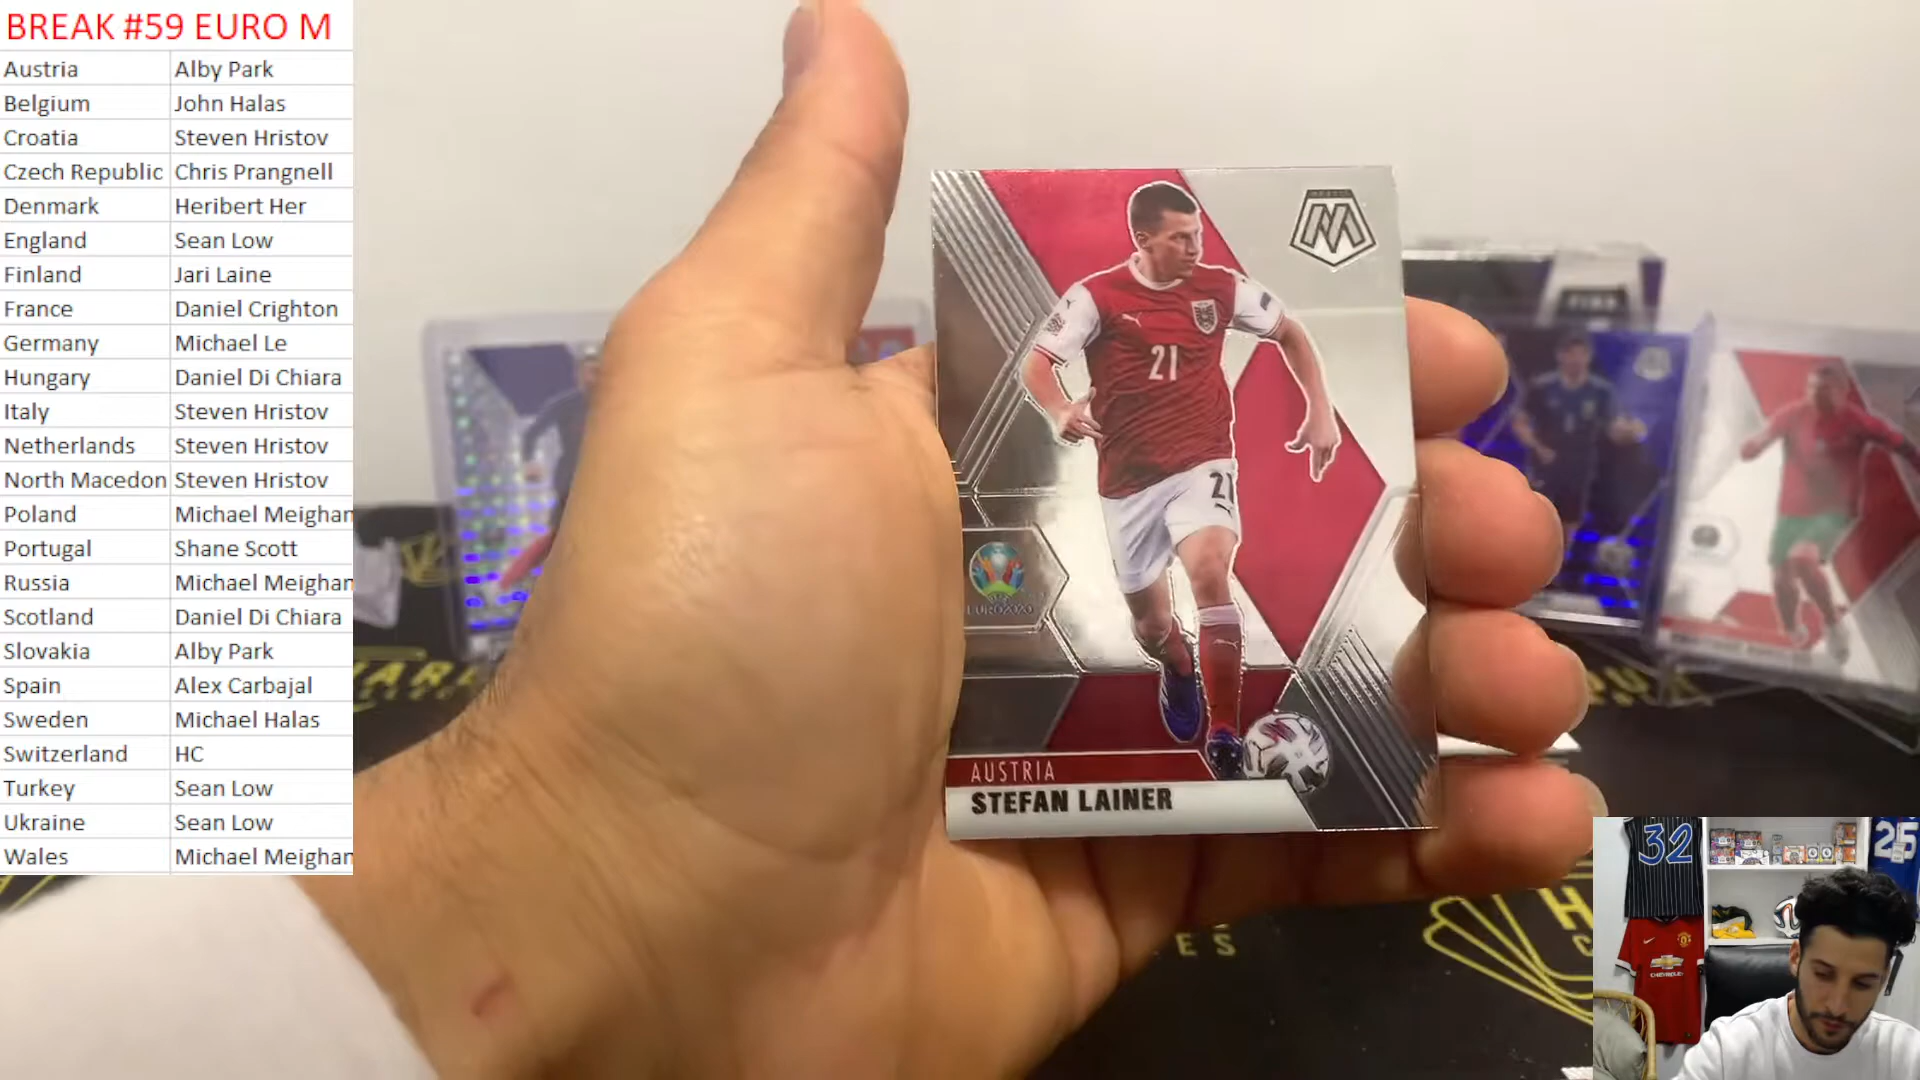 BREAK #59 EURO M
Austria Alby Park
Belgium John Halas
Croatia Steven Hristov
Czech Republic Chris Prangnell
Denmark Heribert Her
England Sean Low
Finland Jari Laine
France Daniel Crighton
Germany Michael Le
Hungary Daniel Di Chiara
Italy Steven Hristov
Netherlands Steven Hristov
North Macedon Steven Hristov
Poland Michael Meighan
Portugal Shane Scott
Russia Michael Meighan
Scotland Daniel Di Chiara
Slovakia Alby Park
Spain Alex Carbajal
Sweden Michael Halas
Switzerland HC
Turkey Sean Low
Ukraine Sean Low
Wales Michael Meighan
M
21
21
EURO2020
AUSTRIA
STEFAN LAINER
32
25
CHEVROLET